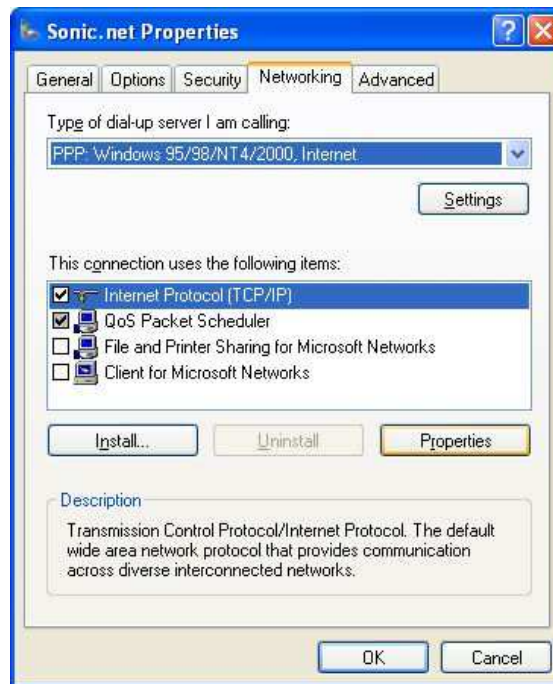 Sonic.net Properties
General Options Security Networking Advanced
Type of dial-up server I am calling:
PPP: Windows 95/98/NT4/2000, Internet
Settings
This connection uses the following items:
Internet Protocol (TCP/IP)
QoS Packet Scheduler
File and Printer Sharing for Microsoft Networks
Client for Microsoft Networks
Install... Uninstall Properties
Description
Transmission Control Protocol/Internet Protocol. The default
wide area network protocol that provides communication
across diverse interconnected networks.
OK Cancel